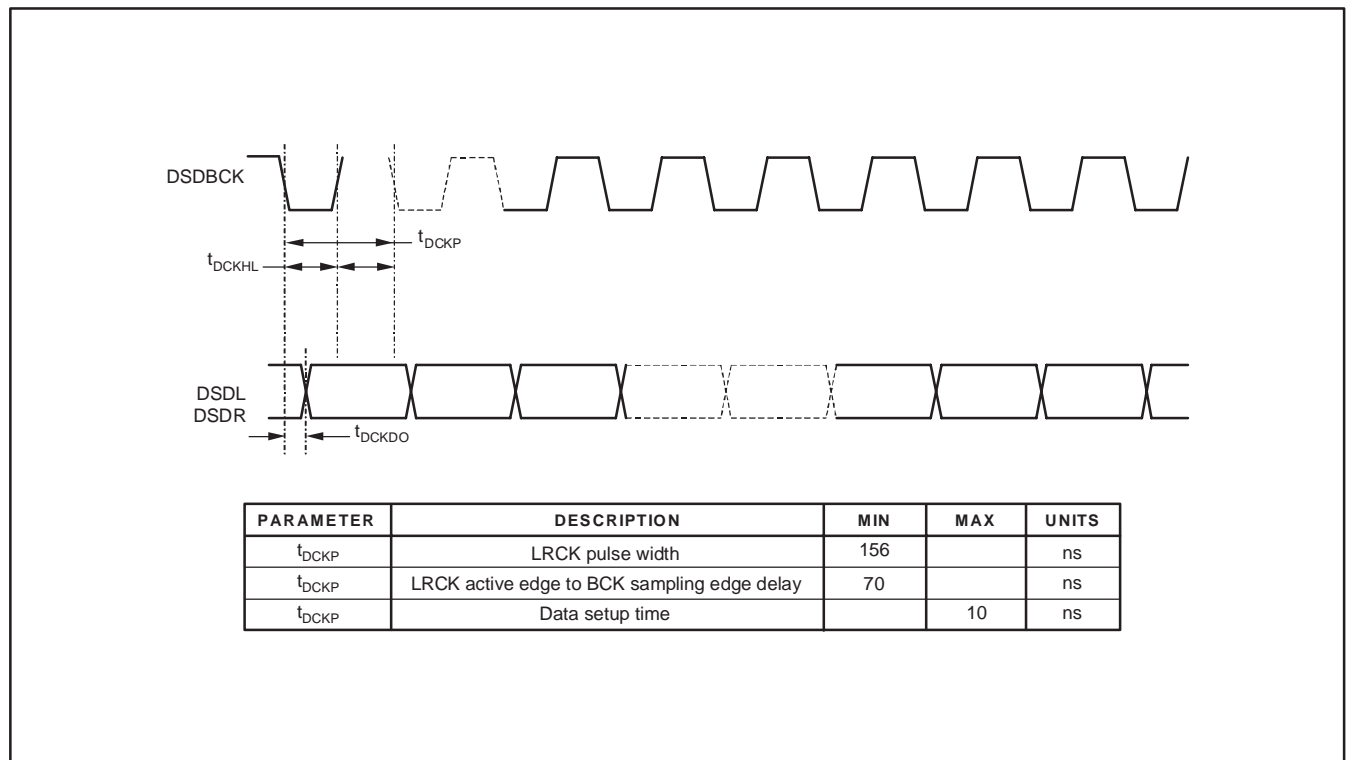 DSDBCK
tDCKP
tDCKHL
DSDL
DSDR
tDCKDO
PARAMETER DESCRIPTION MIN MAX UNITS
tDCKP LRCK pulse width 156 ns
tDCKP LRCK active edge to BCK sampling edge delay 70 ns
tDCKP Data setup time 10 ns